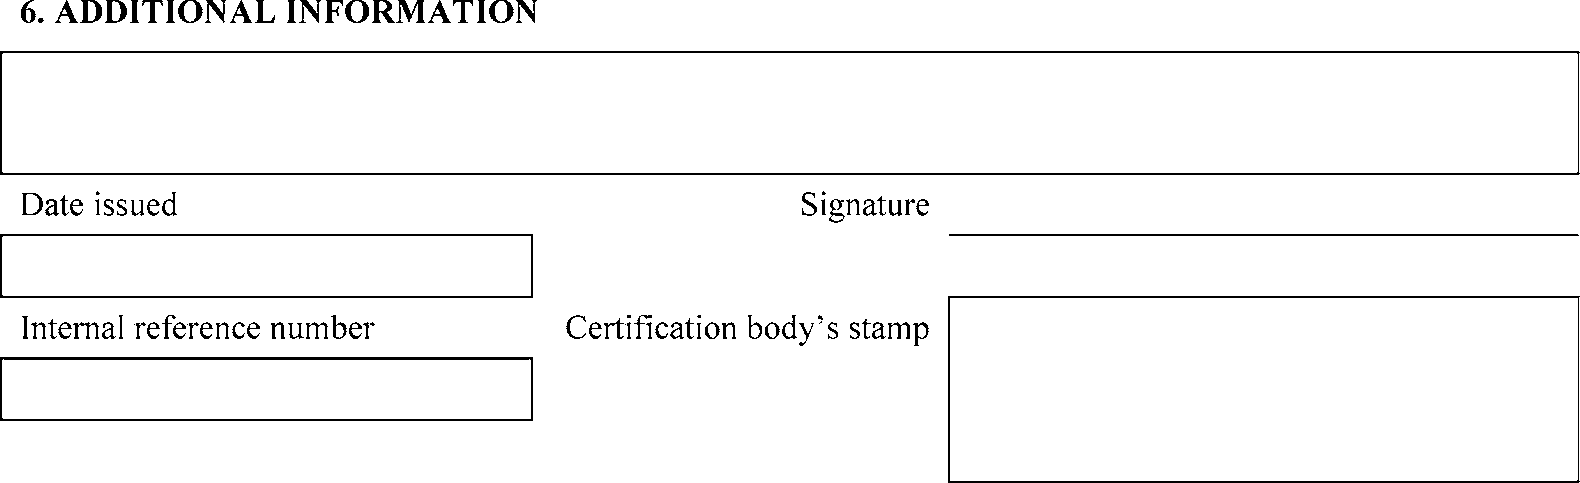 6. ADDITIONAL INFORMATION
Date issued
Signature
Internal reference number
Certification body’s stamp